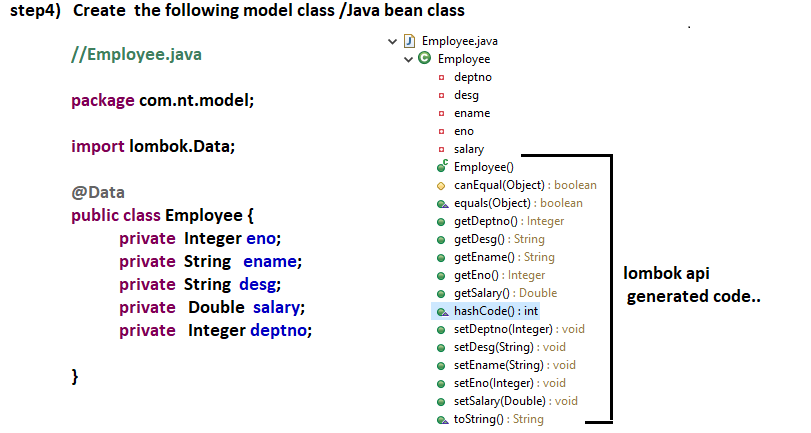 step4) Create the following model class /Java bean class
//Employee.java
package com.nt.model;
import lombok.Data;
@Data
public class Employee {
private Integer eno;
private String ename;
private String desg;
private Double salary;
private Integer deptno;
}
Employee.java
Employee
deptno
desg
ename
eno
salary
Employee()
canEqual(Object) : boolean
equals(Object) : boolean
getDeptno() : Integer
getDesg() : String
getEname() : String
getEno() : Integer
getSalary() : Double
hashCode() : int
setDeptno(Integer) : void
setDesg(String) : void
setEname(String) : void
setEno(Integer) : void
setSalary(Double) : void
toString() : String
lombok api
generated code..